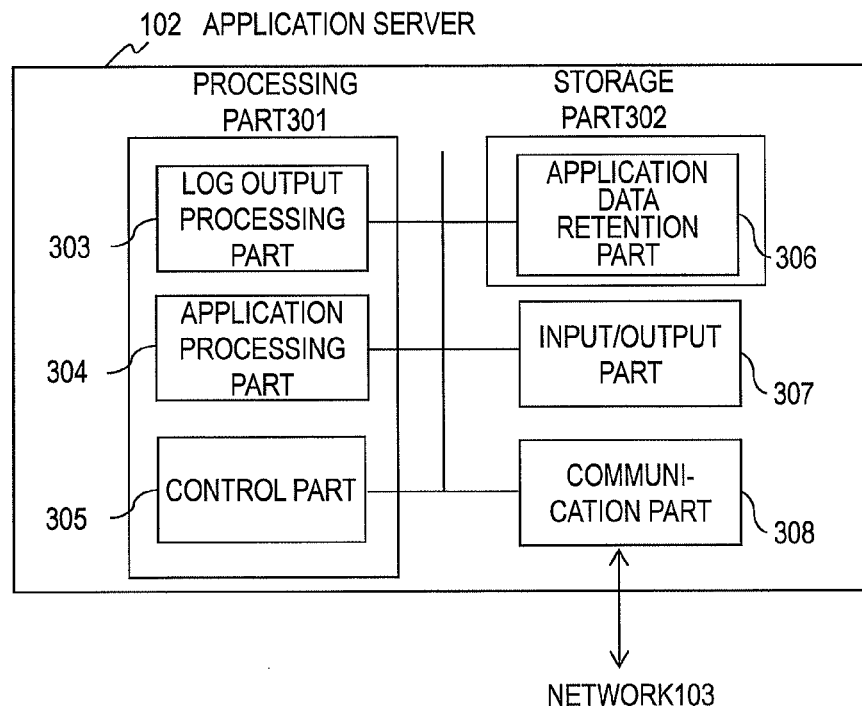 102 APPLICATION SERVER
PROCESSING
PART301
STORAGE
PART302
LOG OUTPUT
PROCESSING
PART
303
APPLICATION
DATA
RETENTION
PART
306
APPLICATION
PROCESSING
PART
304
INPUT/OUTPUT
PART
307
CONTROL PART
305
COMMUNI-
CATION PART
308
NETWORK103